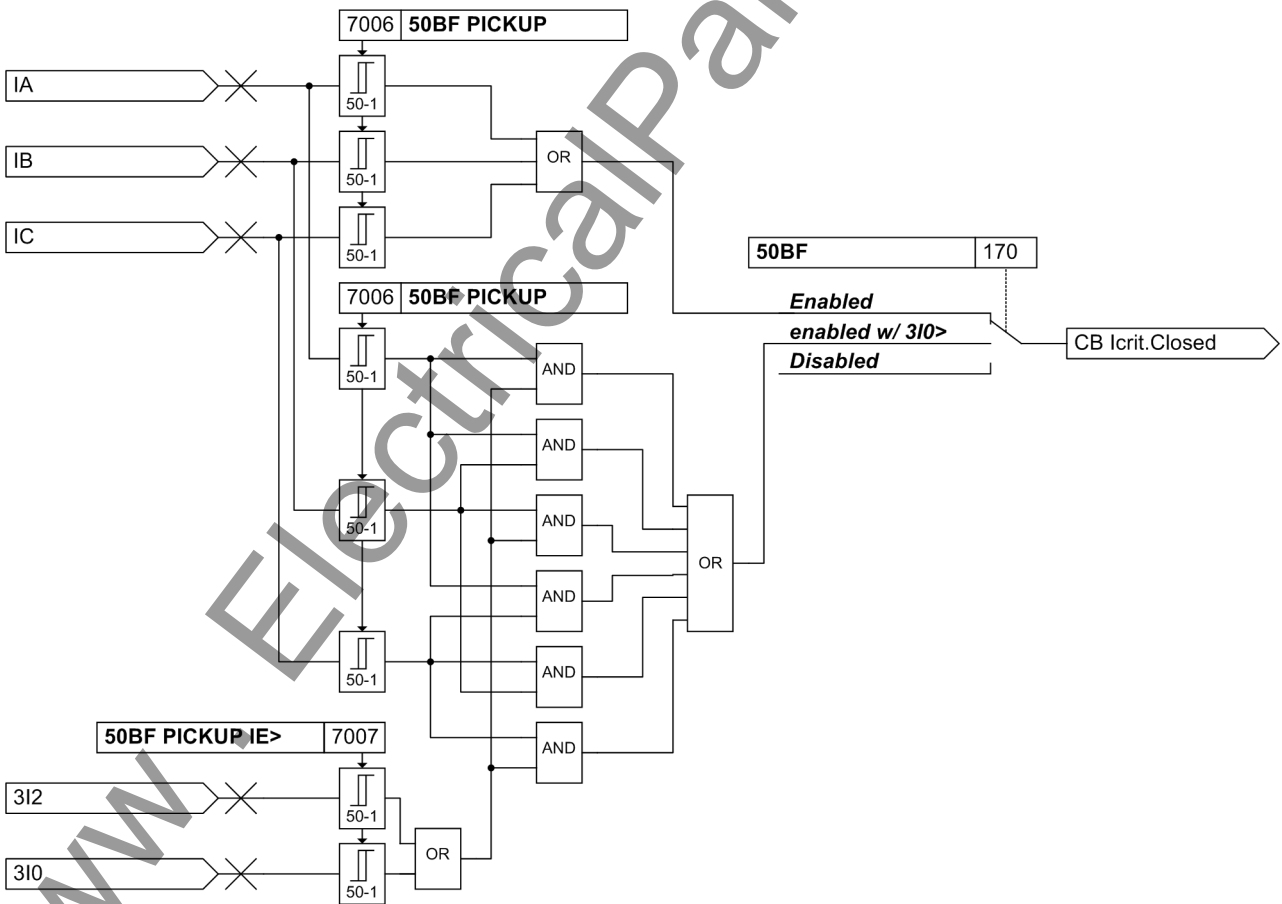 7006 50BF PICKUP
IA
50-1
IB
50-1
OR
IC
50-1
50BF 170
7006 50BF PICKUP
Enabled
enabled w/ 3I0>
CB Icrit.Closed
Disabled
50-1
AND
AND
50-1
AND
OR
AND
50-1
AND
50BF PICKUP IE> 7007
AND
3I2
50-1
OR
3I0
50-1
www . ElectricalPa